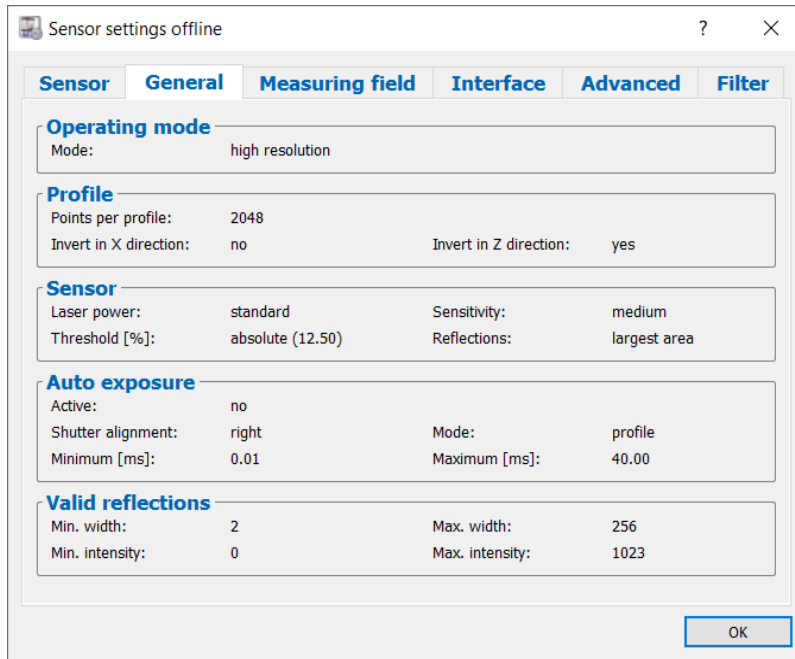 Sensor settings offline ?
Sensor General Measuring field Interface Advanced Filter
Operating mode
Mode: high resolution
Profile
Points per profile: 2048
Invert in X direction: no Invert in Z direction: yes
Sensor
Laser power: standard Sensitivity: medium
Threshold [%]: absolute (12.50) Reflections: largest area
Auto exposure
Active: no
Shutter alignment: right Mode: profile
Minimum [ms]: 0.01 Maximum [ms]: 40.00
Valid reflections
Min. width: 2 Max. width: 256
Min. intensity: 0 Max. intensity: 1023
OK